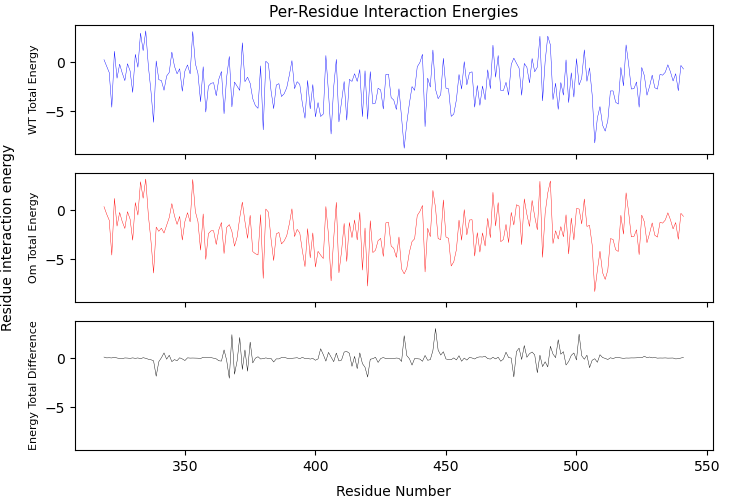 Per-Residue Interaction Energies
Residue interaction energy
WT Total Energy
0
−5
Om Total Energy
0
−5
Energy Total Difference
0
−5
350
400
450
500
550
Residue Number